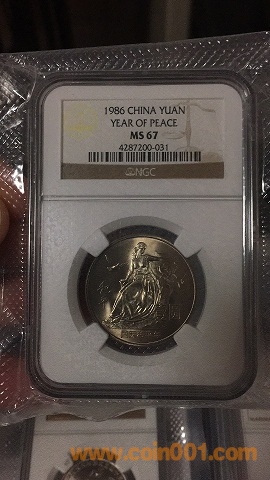 1986 CHINA YUAN
YEAR OF PEACE
MS 67
4287200-031
NGC
www.coin001.com